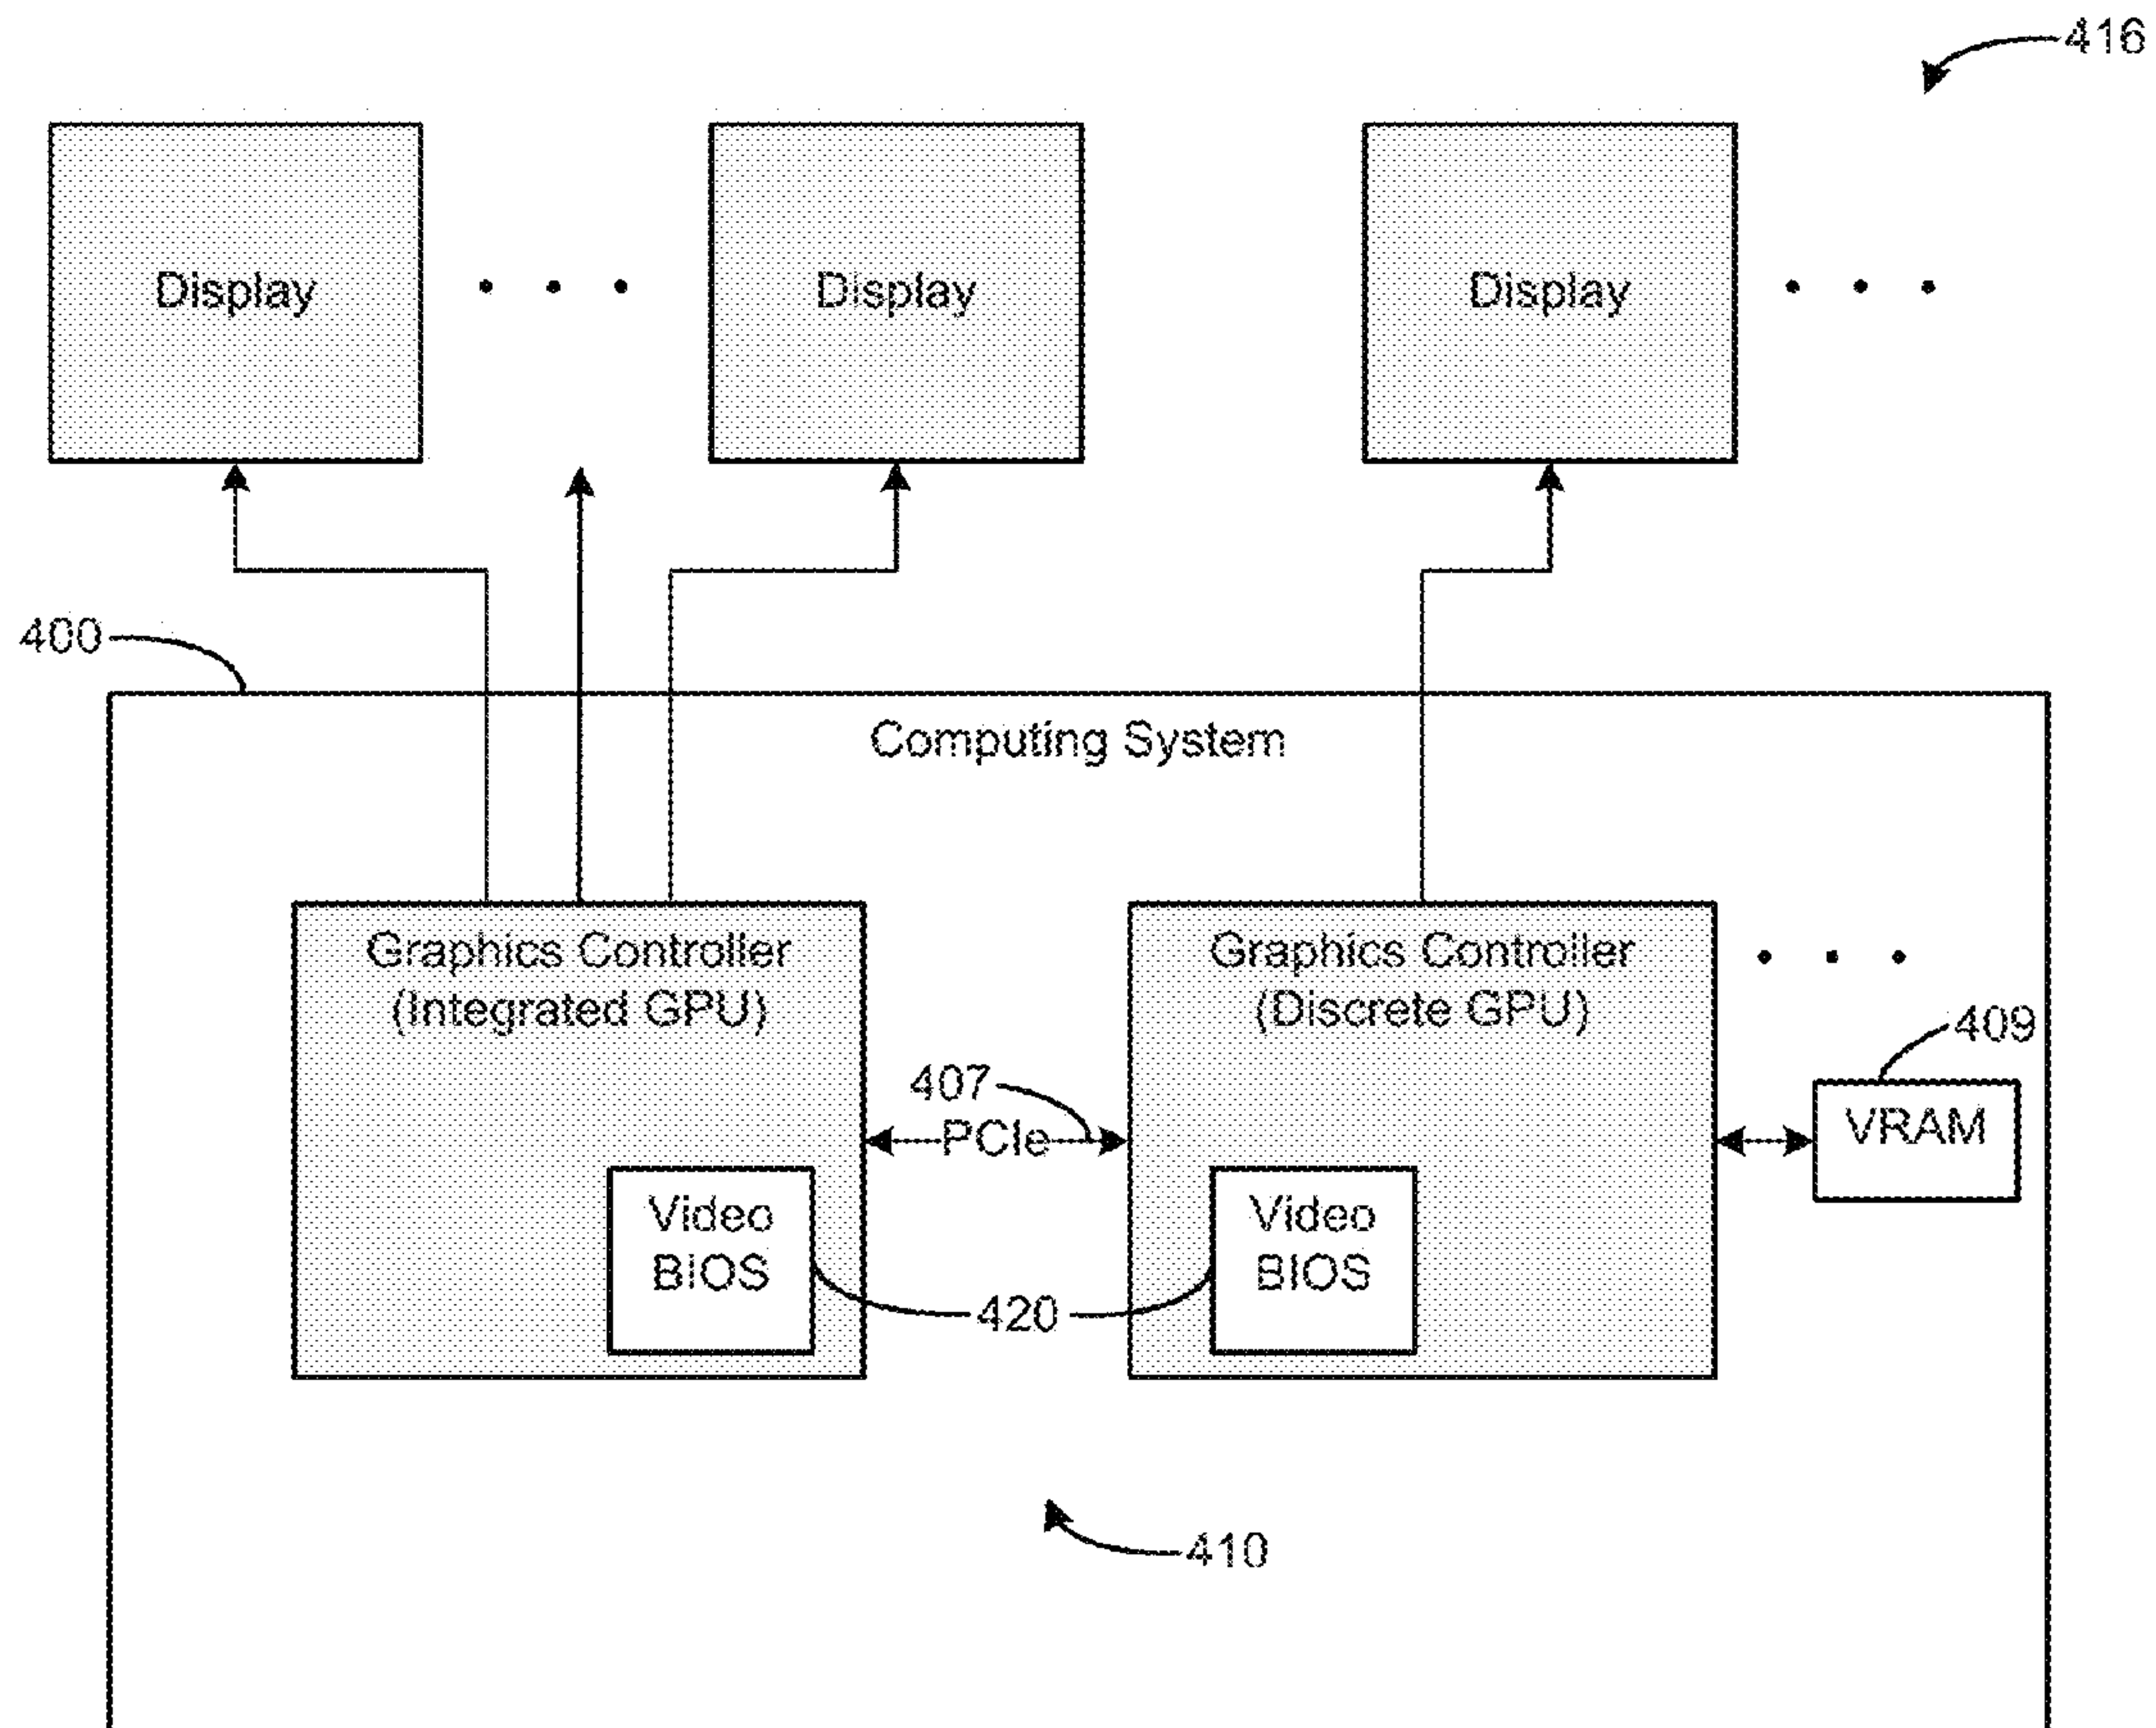 416
Display
Display
Display
400
Computing System
Graphics Controller
(Integrated GPU)
Graphics Controller
(Discrete GPU)
409
407
PCIe
VRAM
Video
BIOS
Video
BIOS
420
410